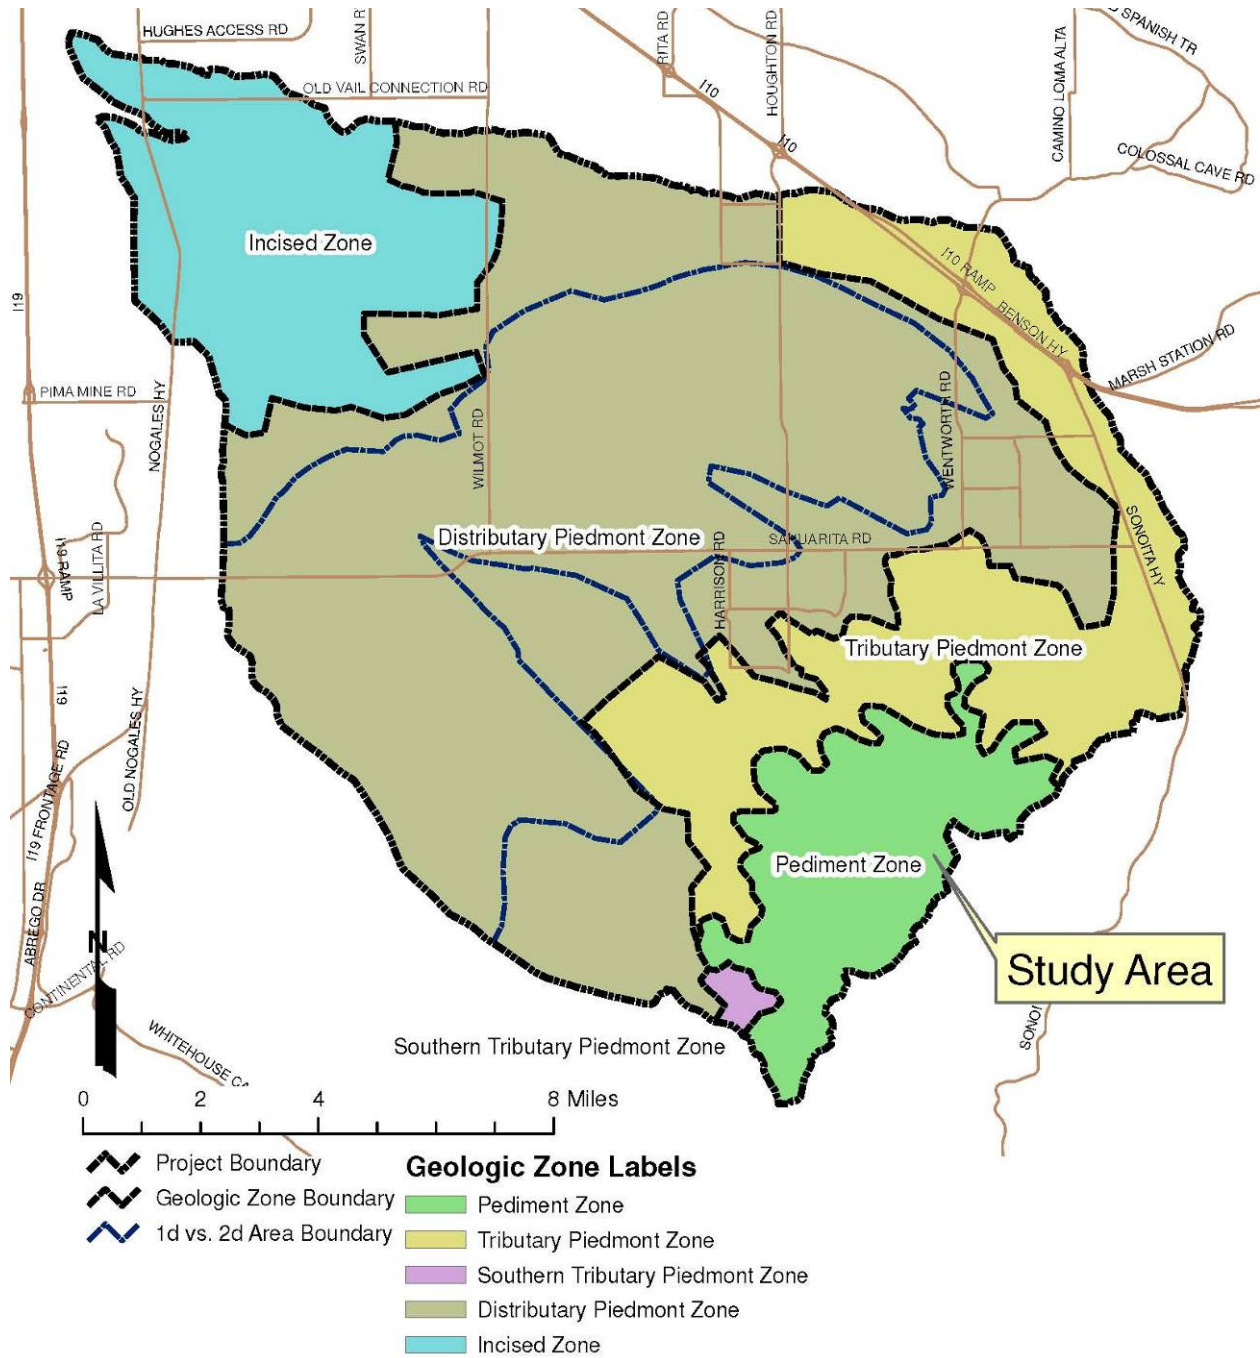 HUGHES ACCESS RD
SWAN R
RITA RD
HOUGHTON RD
D SPANISH TR
CAMINO LOMA ALTA
OLD VAIL CONNECTION RD
I10
I10
COLOSSAL CAVE RD
Incised Zone
I10 RAMP
BENSON HY
I19
MARSH STATION RD
PIMA MINE RD
NOGALES HY
WILMOT RD
WENTWORTH RD
SONOITA HY
Distributary Piedmont Zone
SAHUARITA RD
I19 RAMP
LA VILLITA RD
HARRISON RD
Tributary Piedmont Zone
I19
OLD NOGALES HY
I19 FRONTAGE RD
Pediment Zone
ABREGO DR
N
CONTINENTAL RD
Study Area
SONOI
WHITEHOUSE CA
Southern Tributary Piedmont Zone
0 2 4 8 Miles
Project Boundary
Geologic Zone Boundary
1d vs. 2d Area Boundary
Geologic Zone Labels
Pediment Zone
Tributary Piedmont Zone
Southern Tributary Piedmont Zone
Distributary Piedmont Zone
Incised Zone